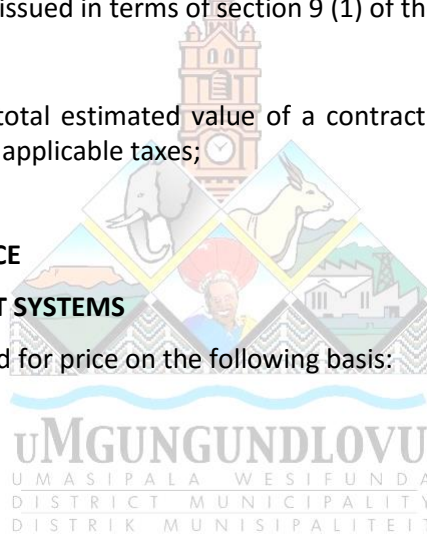 issued in terms of section 9 (1) of th
total estimated value of a contract
applicable taxes;
CE
T SYSTEMS
d for price on the following basis:
uMGUNGUNDLOVU
UMASIPALA WESIFUNDA
DISTRICT MUNICIPALITY
DISTRIK MUNISIPALITEIT